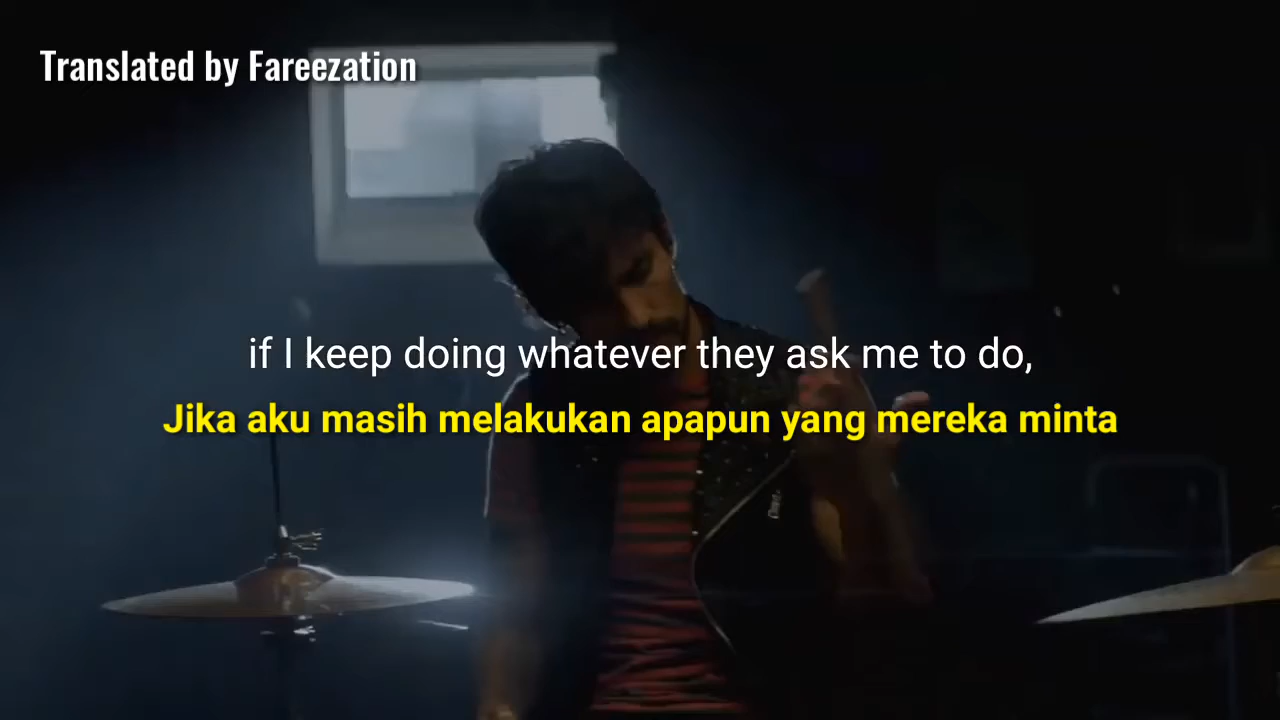 Translated by Fareezation
if I keep doing whatever they ask me to do,
Jika aku masih melakukan apapun yang mereka minta